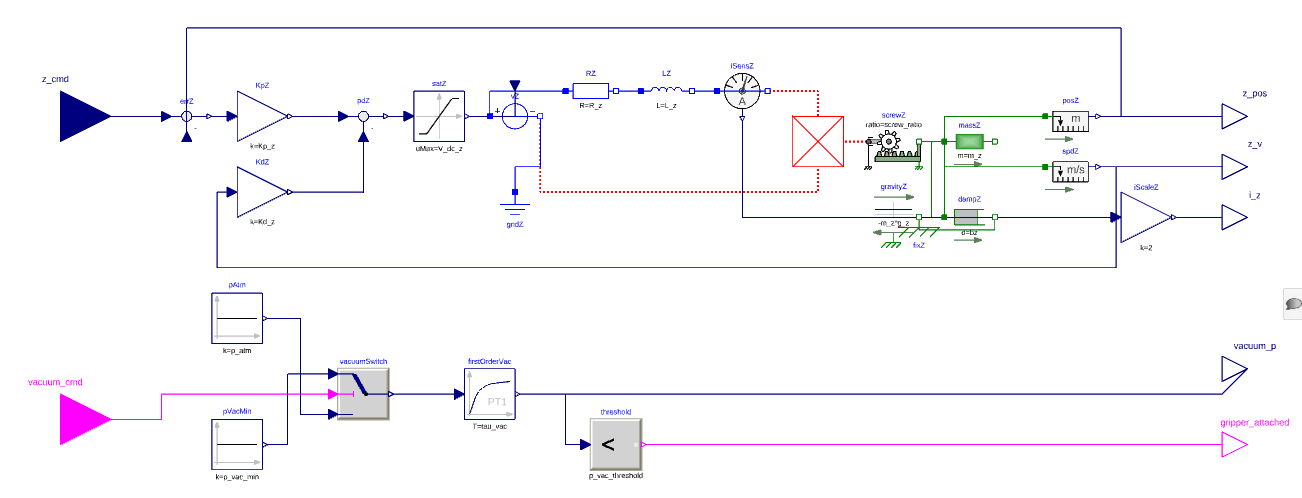 z_cmd
errZ
KpZ
k=Kp_z
pdZ
satZ
uMax=V_dc_z
vZ
+
-
RZ
R=R_z
LZ
L=L_z
iSensZ
A
screwZ
ratio=screw_ratio
massZ
m=m_z
posZ
m
z_pos
spdZ
m/s
z_v
KdZ
k=Kd_z
gndZ
gravityZ
-m_z*g_z
fixZ
dampZ
d=bz
iScaleZ
k=2
i_z
pAtm
k=p_atm
vacuum_cmd
vacuumSwitch
pVacMin
k=p_vac_min
firstOrderVac
PT1
T=tau_vac
threshold
<
p_vac_threshold
vacuum_p
gripper_attached